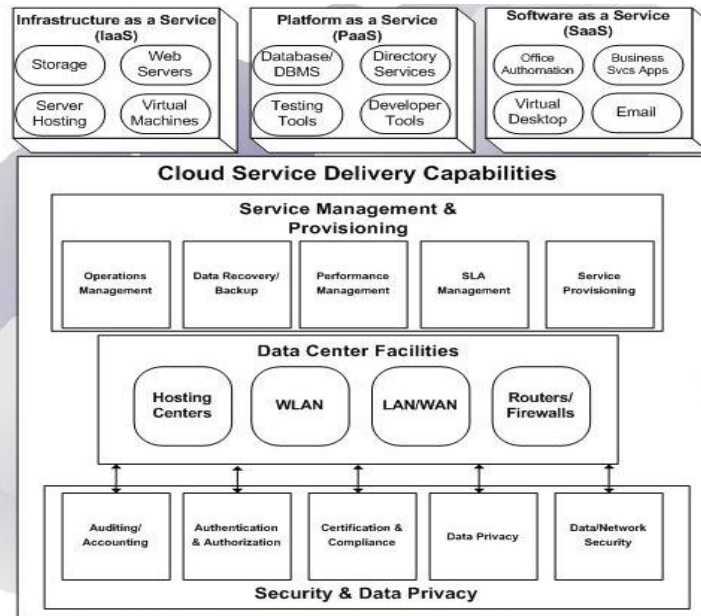 Infrastructure as a Service
(IaaS)
Storage
Web
Servers
Server
Hosting
Virtual
Machines
Platform as a Service
(PaaS)
Database/
DBMS
Directory
Services
Testing
Tools
Developer
Tools
Software as a Service
(SaaS)
Office
Authomation
Business
Svcs Apps
Virtual
Desktop
Email
Cloud Service Delivery Capabilities
Service Management &
Provisioning
Operations
Management
Data Recovery/
Backup
Performance
Management
SLA
Management
Service
Provisioning
Data Center Facilities
Hosting
Centers
WLAN
LAN/WAN
Routers/
Firewalls
Auditing/
Accounting
Authentication
& Authorization
Certification &
Compliance
Data Privacy
Data/Network
Security
Security & Data Privacy